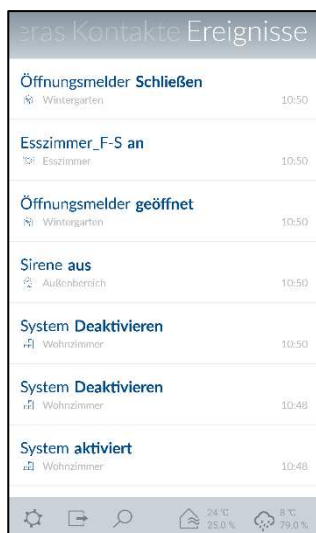 eras Kontakte Ereignisse
Öffnungsmelder Schließen
Wintergarten 10:50
Esszimmer_F-S an
Esszimmer 10:50
Öffnungsmelder geöffnet
Wintergarten 10:50
Sirene aus
Außenbereich 10:50
System Deaktivieren
Wohnzimmer 10:50
System Deaktivieren
Wohnzimmer 10:48
System aktiviert
Wohnzimmer 10:48
24 °C 8 °C
25.0 % 79.0 %